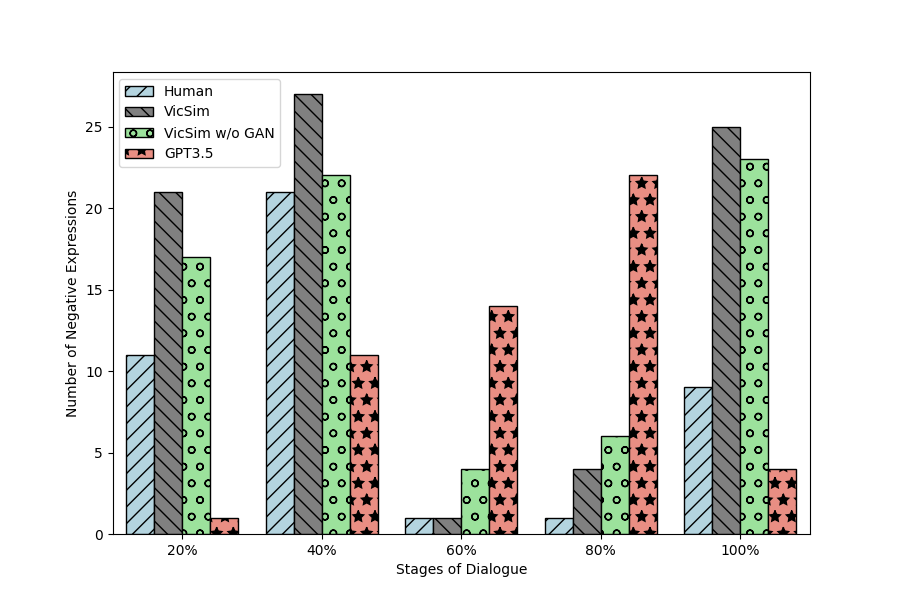 Human
VicSim
VicSim w/o GAN
GPT3.5
25
20
15
10
5
0
Number of Negative Expressions
20% 40% 60% 80% 100%
Stages of Dialogue